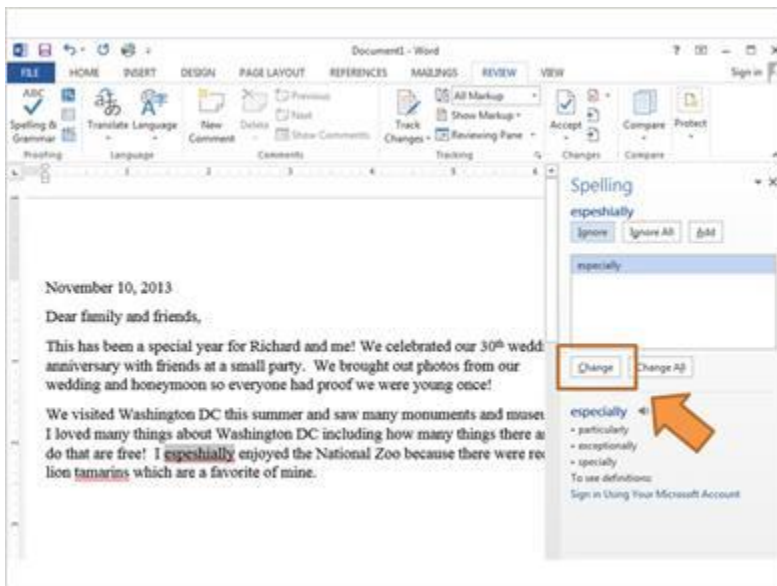 Document1 - Word
FILE HOME INSERT DESIGN PAGE LAYOUT REFERENCES MAILINGS REVIEW VIEW Sign in
ABC
Spelling & Grammar
Translate Language
New Comment
Delete
Previous
Next
Show Comments
Track Changes
All Markup
Show Markup
Reviewing Pane
Accept
Compare
Protect
Proofing Language Comments Tracking Changes Compare
Spelling
espeshially
Ignore Ignore All Add
especially
Change Change All
especially
• particularly
• exceptionally
• specially
To see definitions:
Sign in Using Your Microsoft Account
November 10, 2013
Dear family and friends,
This has been a special year for Richard and me! We celebrated our 30th wedd
anniversary with friends at a small party. We brought out photos from our
wedding and honeymoon so everyone had proof we were young once!
We visited Washington DC this summer and saw many monuments and museu
I loved many things about Washington DC including how many things there a
do that are free! I espeshially enjoyed the National Zoo because there were re
lion tamarins which are a favorite of mine.